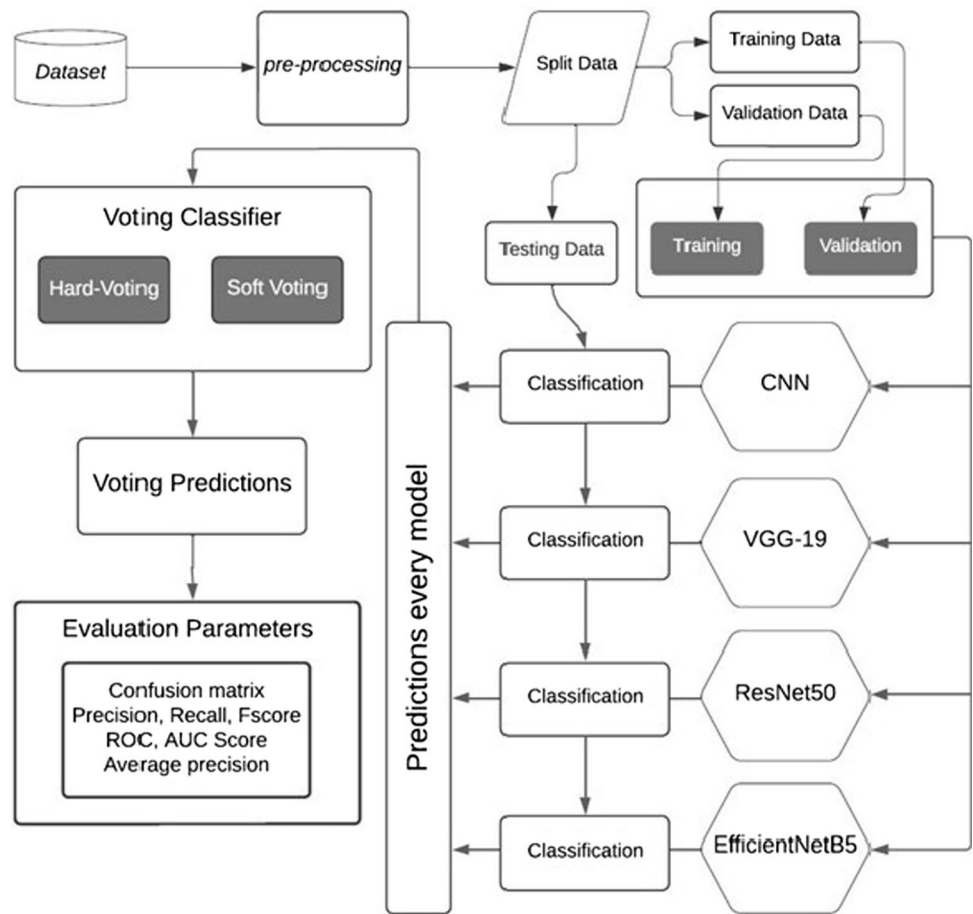 Dataset
pre-processing
Split Data
Training Data
Validation Data
Training
Validation
Testing Data
Voting Classifier
Hard-Voting
Soft Voting
Voting Predictions
Evaluation Parameters
Confusion matrix
Precision, Recall, Fscore
ROC, AUC Score
Average precision
Predictions every model
Classification
CNN
Classification
VGG-19
Classification
ResNet50
Classification
EfficientNetB5